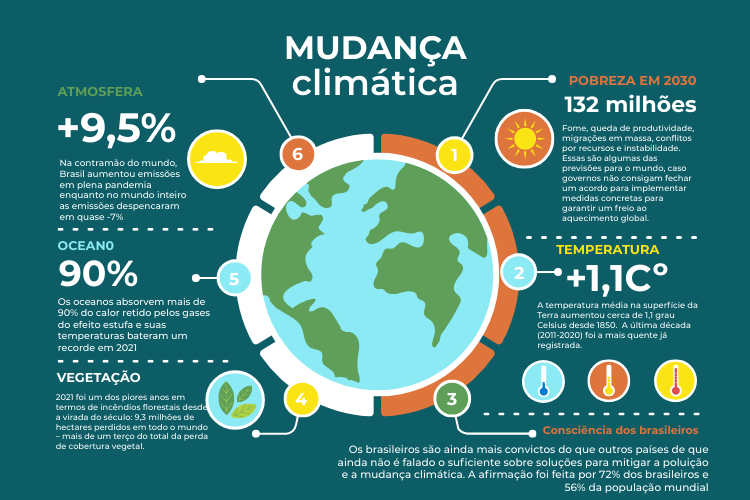 MUDANÇA
climática
ATMOSFERA
+9,5%
Na contramão do mundo,
Brasil aumentou emissões
em plena pandemia
enquanto no mundo inteiro
as emissões despencaram
em quase -7%
6
OCEAN0
90%
Os oceanos absorvem mais de
90% do calor retido pelos gases
do efeito estufa e suas
temperaturas bateram um
recorde em 2021
5
VEGETAÇÃO
2021 foi um dos piores anos em
termos de incêndios florestais desde
a virada do século: 9,3 milhões de
hectares perdidos em todo o mundo
– mais de um terço do total da perda
de cobertura vegetal.
4
POBREZA EM 2030
132 milhões
Fome, queda de produtividade,
migrações em massa, conflitos
por recursos e instabilidade.
Essas são algumas das
previsões para o mundo, caso
governos não consigam fechar
um acordo para implementar
medidas concretas para
garantir um freio ao
aquecimento global.
1
TEMPERATURA
+1,1Cº
A temperatura média na superfície da
Terra aumentou cerca de 1,1 grau
Celsius desde 1850.  A última década
(2011-2020) foi a mais quente já
registrada.
2
3
Consciência dos brasileiros
Os brasileiros são ainda mais convictos do que outros países de que
ainda não é falado o suficiente sobre soluções para mitigar a poluição
e a mudança climática. A afirmação foi feita por 72% dos brasileiros e
56% da população mundial